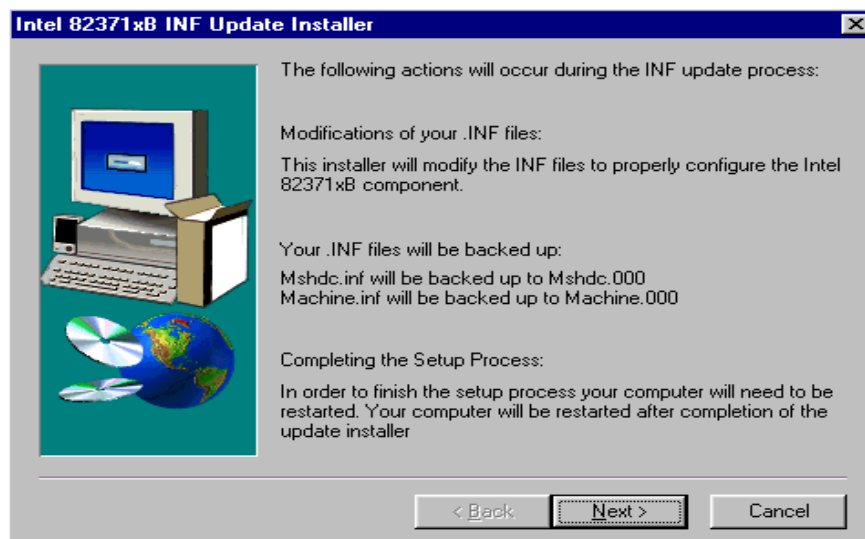 Intel 82371xB INF Update Installer
The following actions will occur during the INF update process:
Modifications of your .INF files:
This installer will modify the INF files to properly configure the Intel
82371xB component.
Your .INF files will be backed up:
Mshdc.inf will be backed up to Mshdc.000
Machine.inf will be backed up to Machine.000
Completing the Setup Process:
In order to finish the setup process your computer will need to be
restarted. Your computer will be restarted after completion of the
update installer
< Back
Next >
Cancel